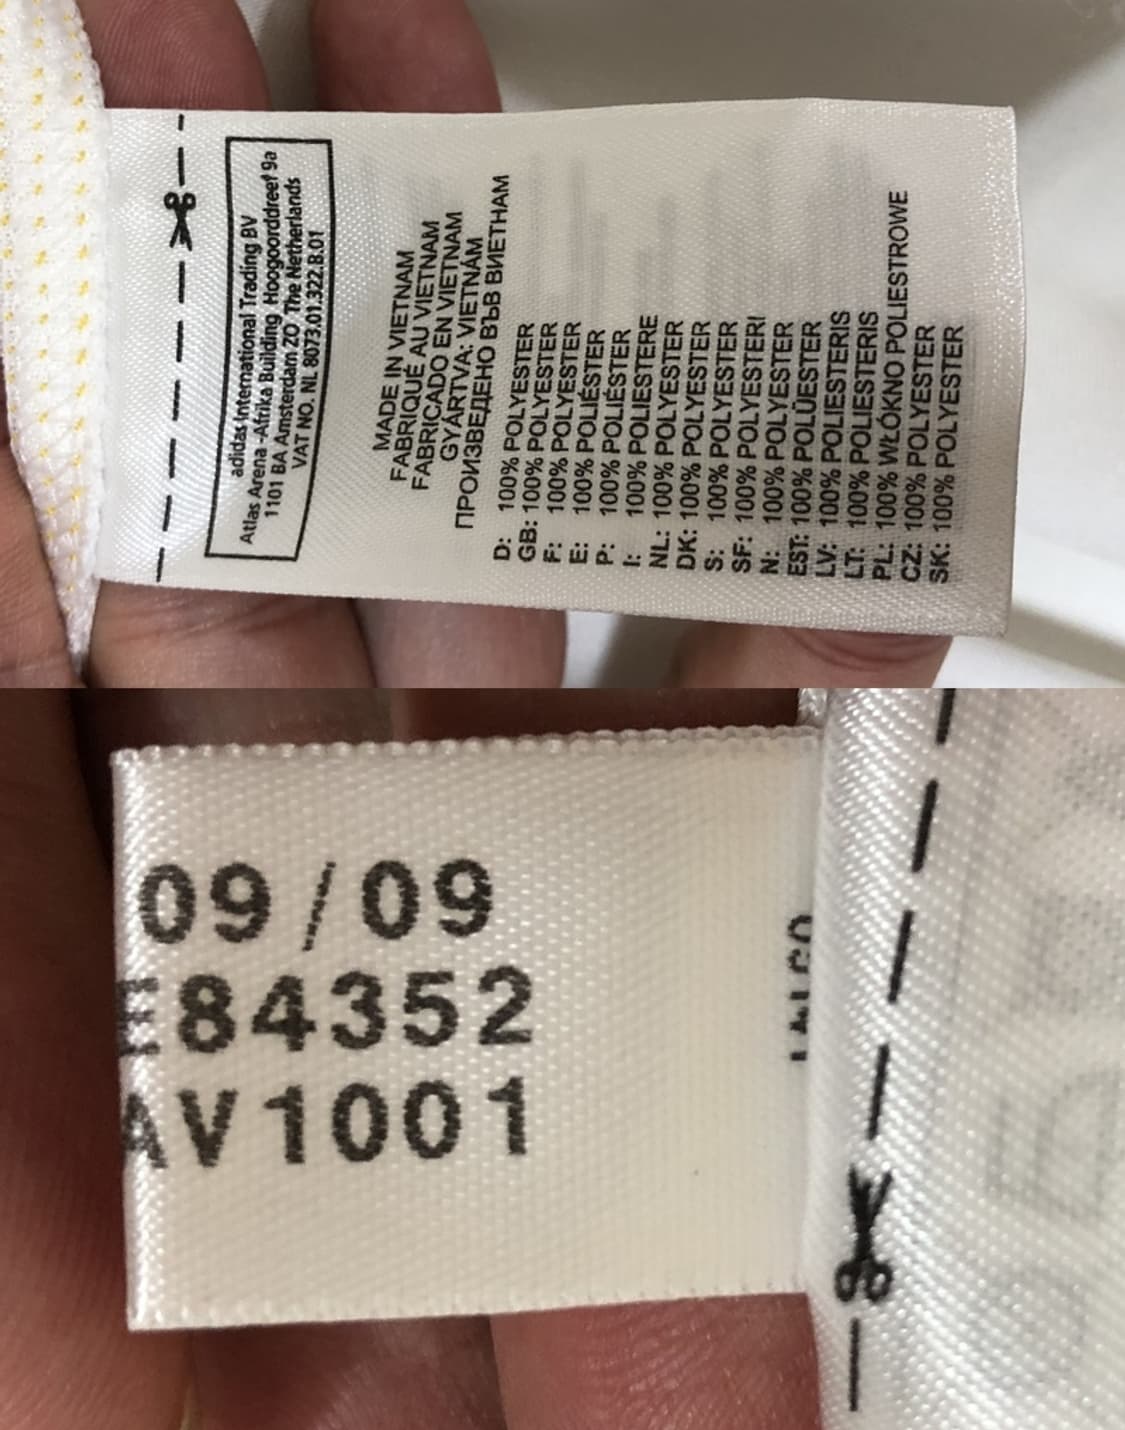 adidas International Trading BV
Atlas Arena -Afrika Building Hoogoorddreef 9a
1101 BA Amsterdam ZO The Netherlands
VAT NO. NL 8073.01.322.B.01
MADE IN VIETNAM
FABRIQUÉ AU VIETNAM
FABRICADO EN VIETNAM
GYÁRTVA: VIETNÁM
ПРОИЗВЕДЕНО ВЪВ ВИЕТНАМ
D: 100% POLYESTER
GB: 100% POLYESTER
F: 100% POLYESTER
E: 100% POLIÉSTER
P: 100% POLIÉSTER
I: 100% POLIESTERE
NL: 100% POLYESTER
DK: 100% POLYESTER
S: 100% POLYESTER
SF: 100% POLYESTERI
N: 100% POLYESTER
EST: 100% POLÜESTER
LV: 100% POLIESTERIS
LT: 100% POLIESTERIS
PL: 100% WŁÓKNO POLIESTROWE
CZ: 100% POLYESTER
SK: 100% POLYESTER
09/09
E84352
AV1001